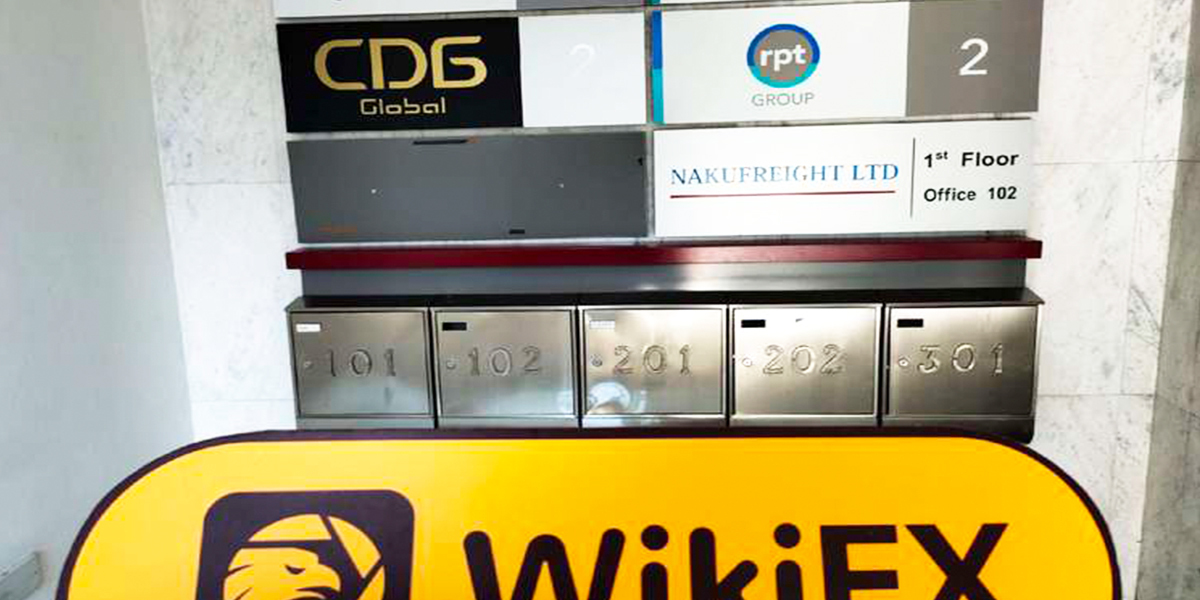 CDG
Global
2
rpt
GROUP
2
NAKUFREIGHT LTD
1st Floor
Office 102
101
102
201
202
301
WikiFX